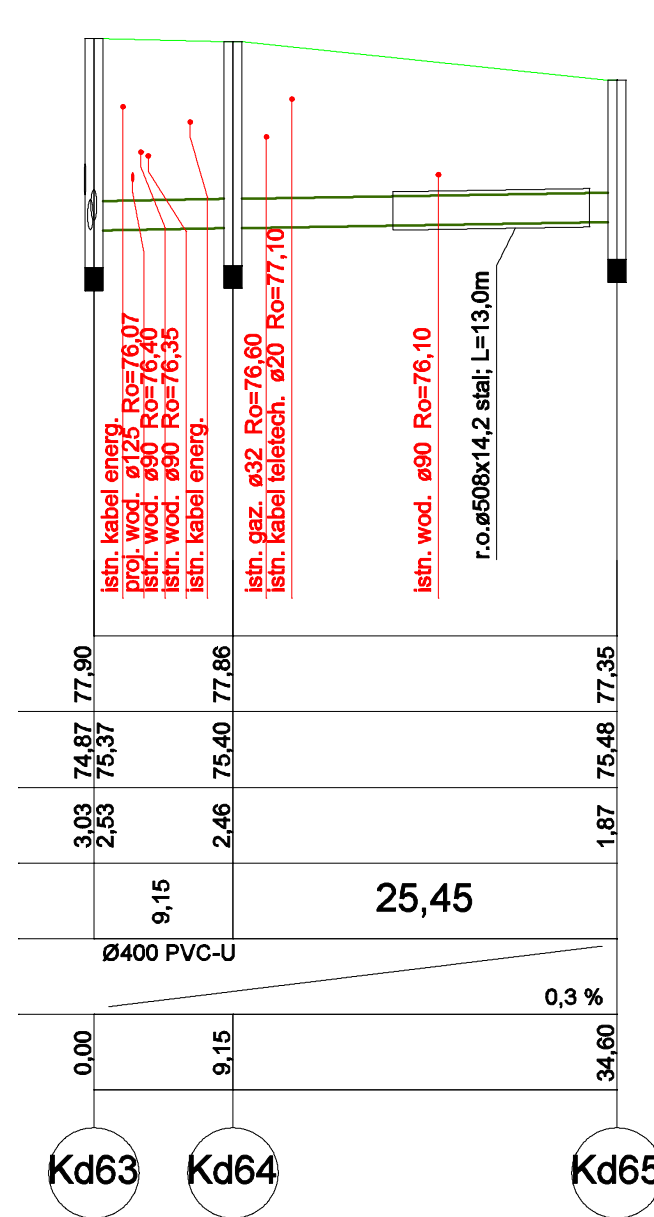 istn. kabel energ.
proj. wod. ø125 Ro=76,07
istn. wod. ø90 Ro=76,40
istn. wod. ø90 Ro=76,35
istn. kabel energ.
istn. gaz. ø32 Ro=76,60
istn. kabel teletech. ø20 Ro=77,10
istn. wod. ø90 Ro=76,10
r.o.ø508x14,2 stal; L=13,0m
77,90 77,86 77,35
74,87 75,37 75,40 75,48
3,03 2,53 2,46 1,87
9,15 25,45
Ø400 PVC-U
0,3 %
0,00 9,15 34,60
Kd63 Kd64 Kd65